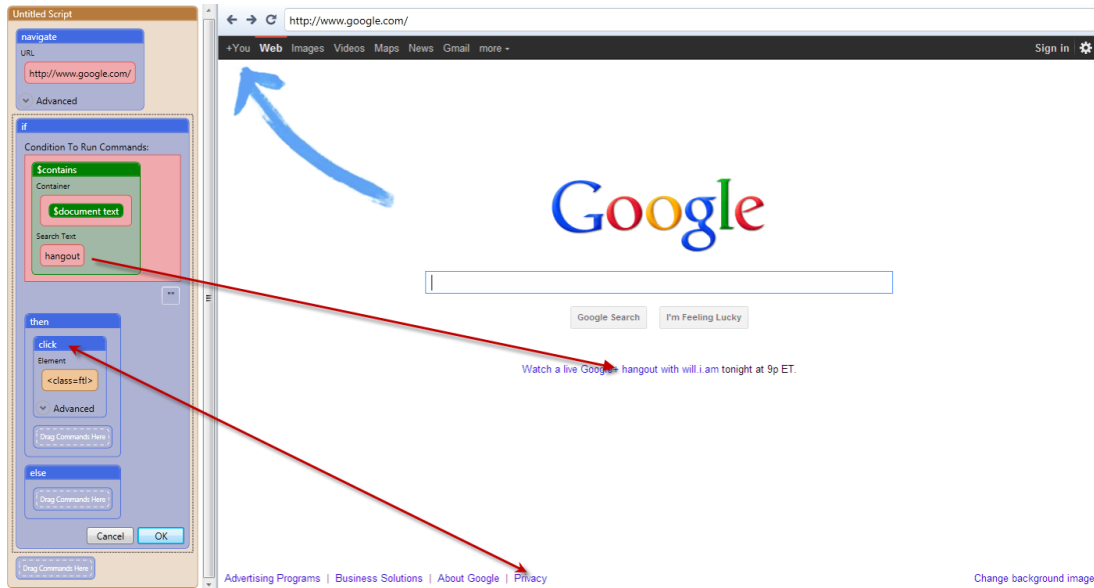 Untitled Script
navigate
URL
http://www.google.com/
Advanced
if
Condition To Run Commands:
$contains
Container
$document text
Search Text
hangout
""
then
click
Element
<class=ftl>
Advanced
Drag Commands Here
else
Drag Commands Here
Cancel OK
Drag Commands Here
http://www.google.com/
+You Web Images Videos Maps News Gmail more Sign in
Google
Google Search I'm Feeling Lucky
Watch a live Google+ hangout with will.i.am tonight at 9p ET.
Advertising Programs | Business Solutions | About Google | Privacy Change background image